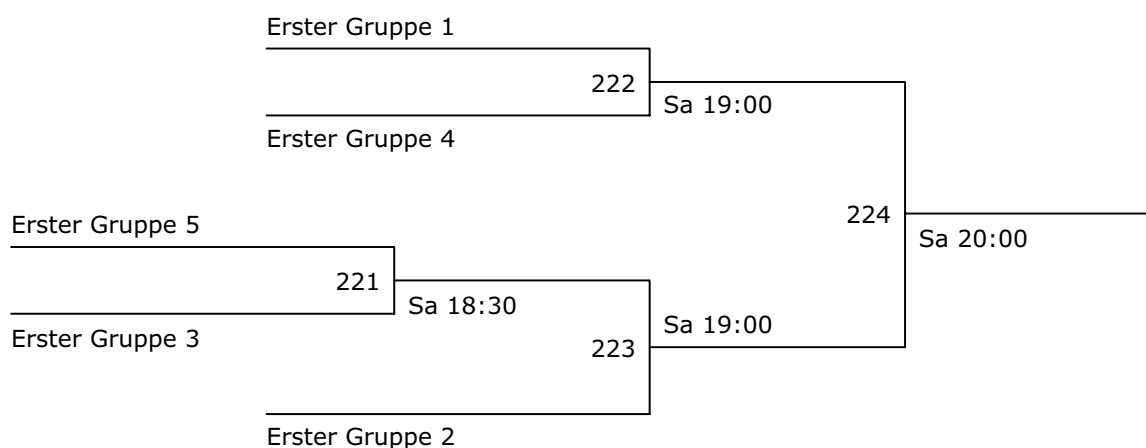 Erster Gruppe 1
222
Sa 19:00
Erster Gruppe 4
Erster Gruppe 5
224
Sa 20:00
221
Sa 18:30
Sa 19:00
Erster Gruppe 3
223
Erster Gruppe 2